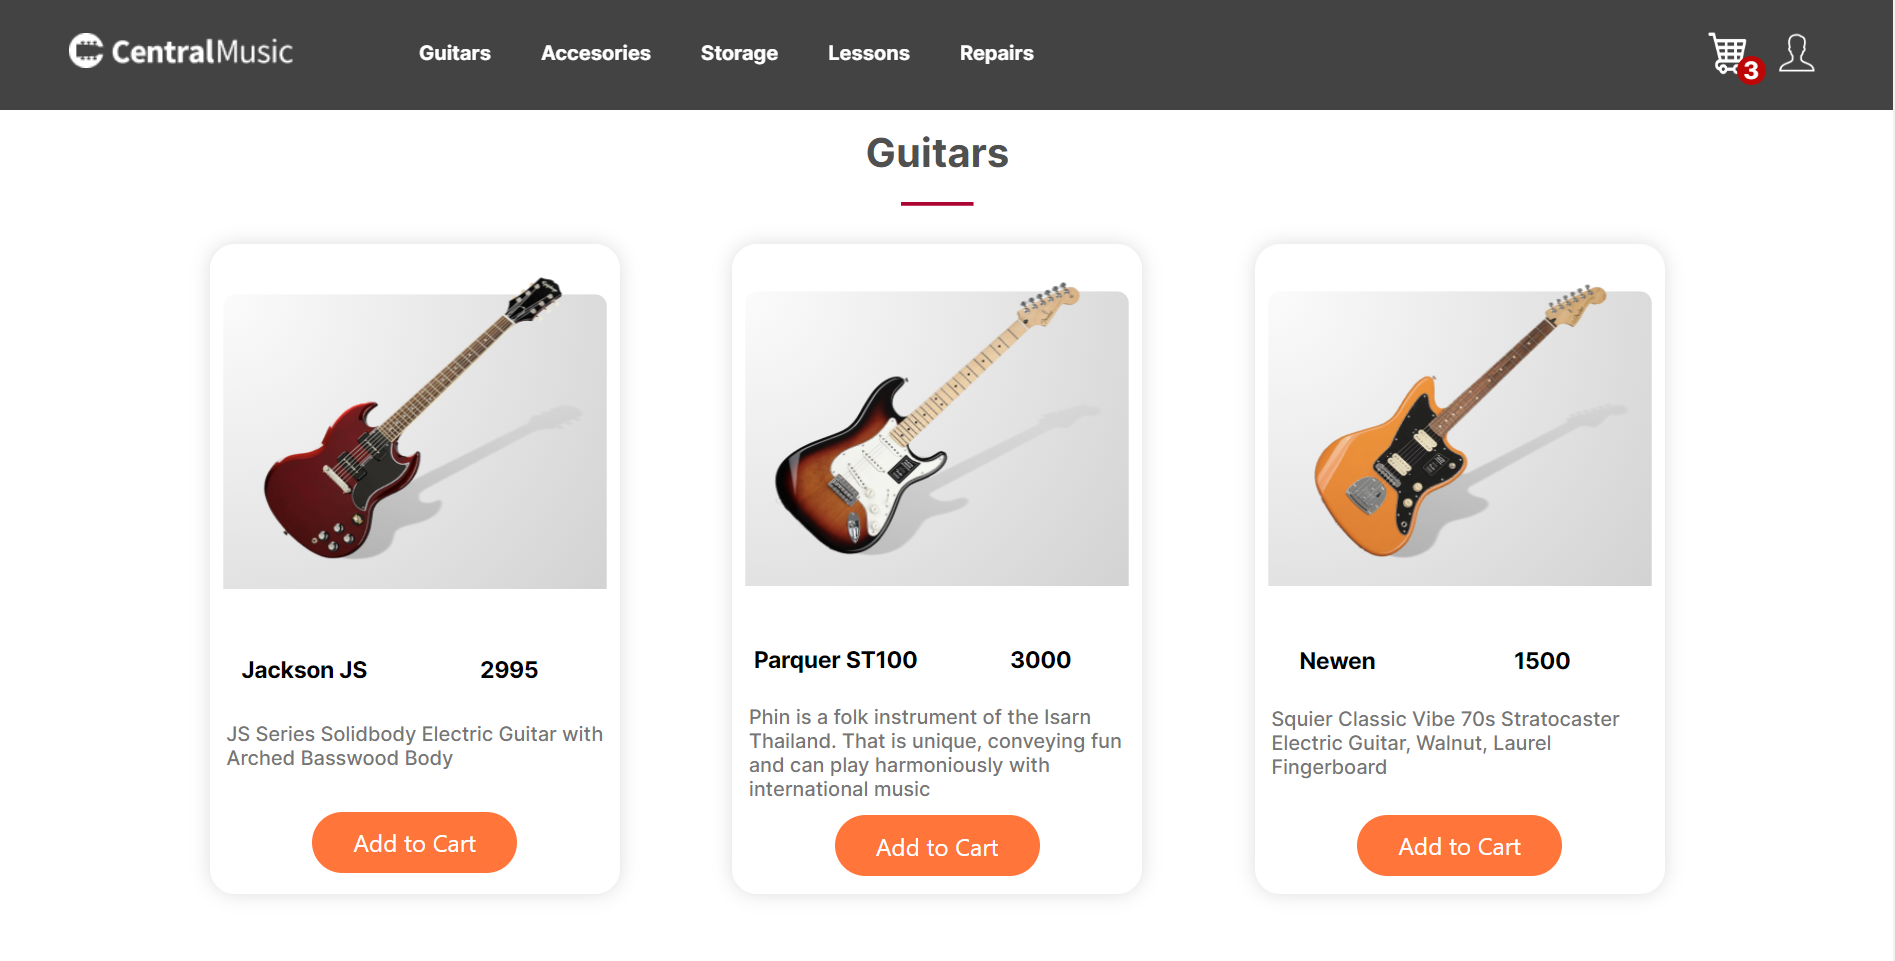 CentralMusic
Guitars Accesories Storage Lessons Repairs
3
Guitars
Jackson JS 2995
JS Series Solidbody Electric Guitar with
Arched Basswood Body
Add to Cart
Parquer ST100 3000
Phin is a folk instrument of the Isarn
Thailand. That is unique, conveying fun
and can play harmoniously with
international music
Add to Cart
Newen 1500
Squier Classic Vibe 70s Stratocaster
Electric Guitar, Walnut, Laurel
Fingerboard
Add to Cart